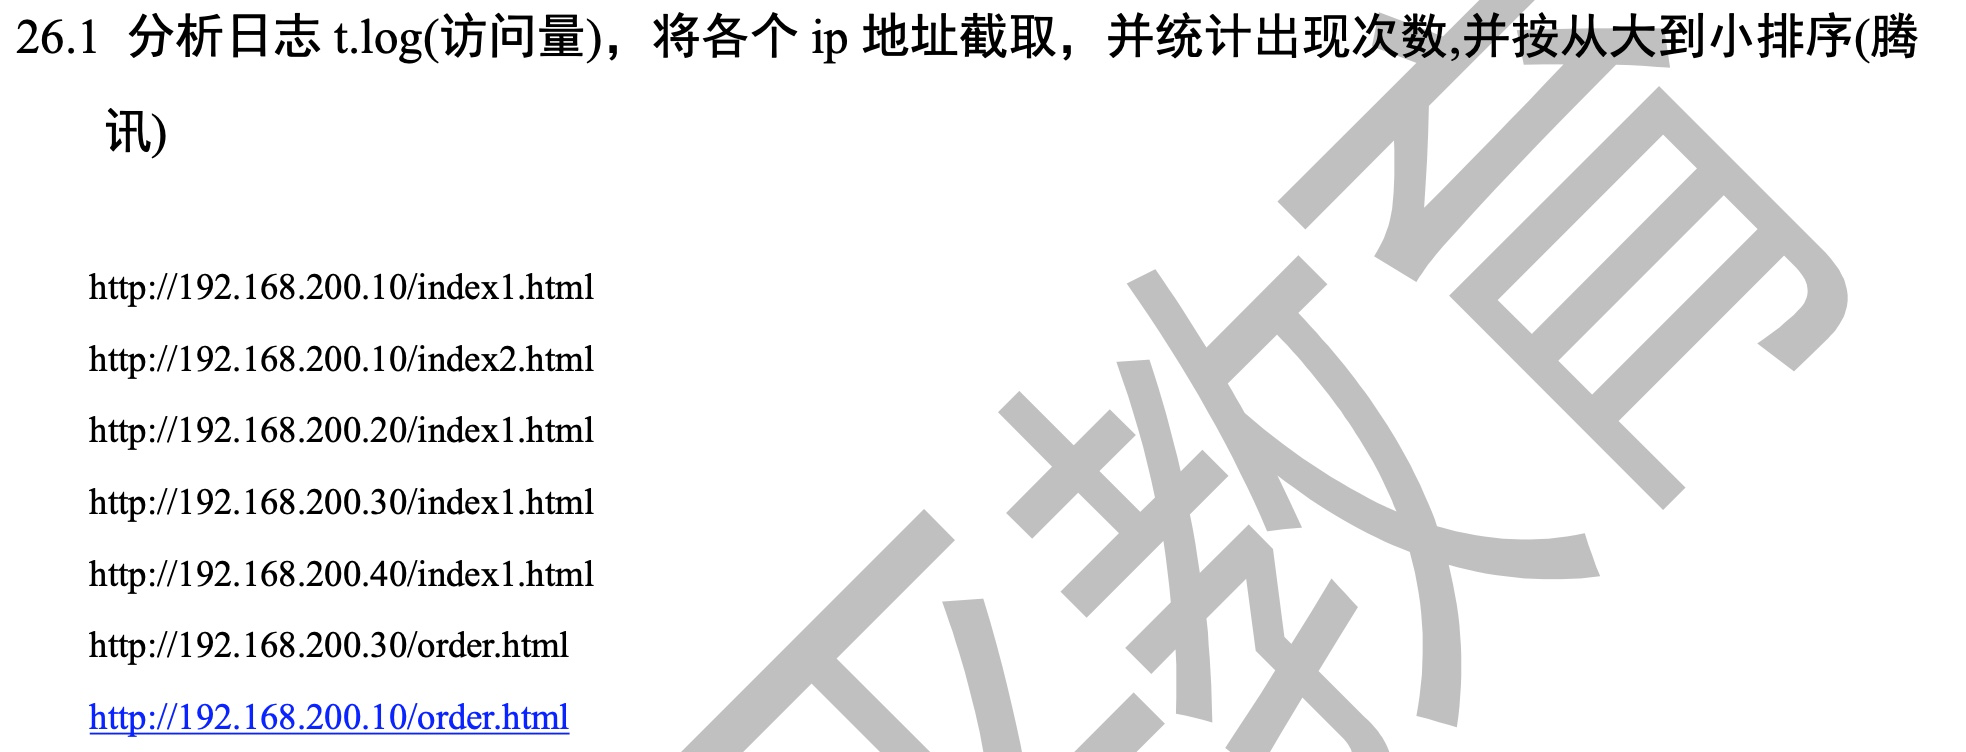 26.1 分析日志 t.log(访问量)，将各个 ip 地址截取，并统计出现次数,并按从大到小排序(腾
讯)
http://192.168.200.10/index1.html
http://192.168.200.10/index2.html
http://192.168.200.20/index1.html
http://192.168.200.30/index1.html
http://192.168.200.40/index1.html
http://192.168.200.30/order.html
http://192.168.200.10/order.html
教育